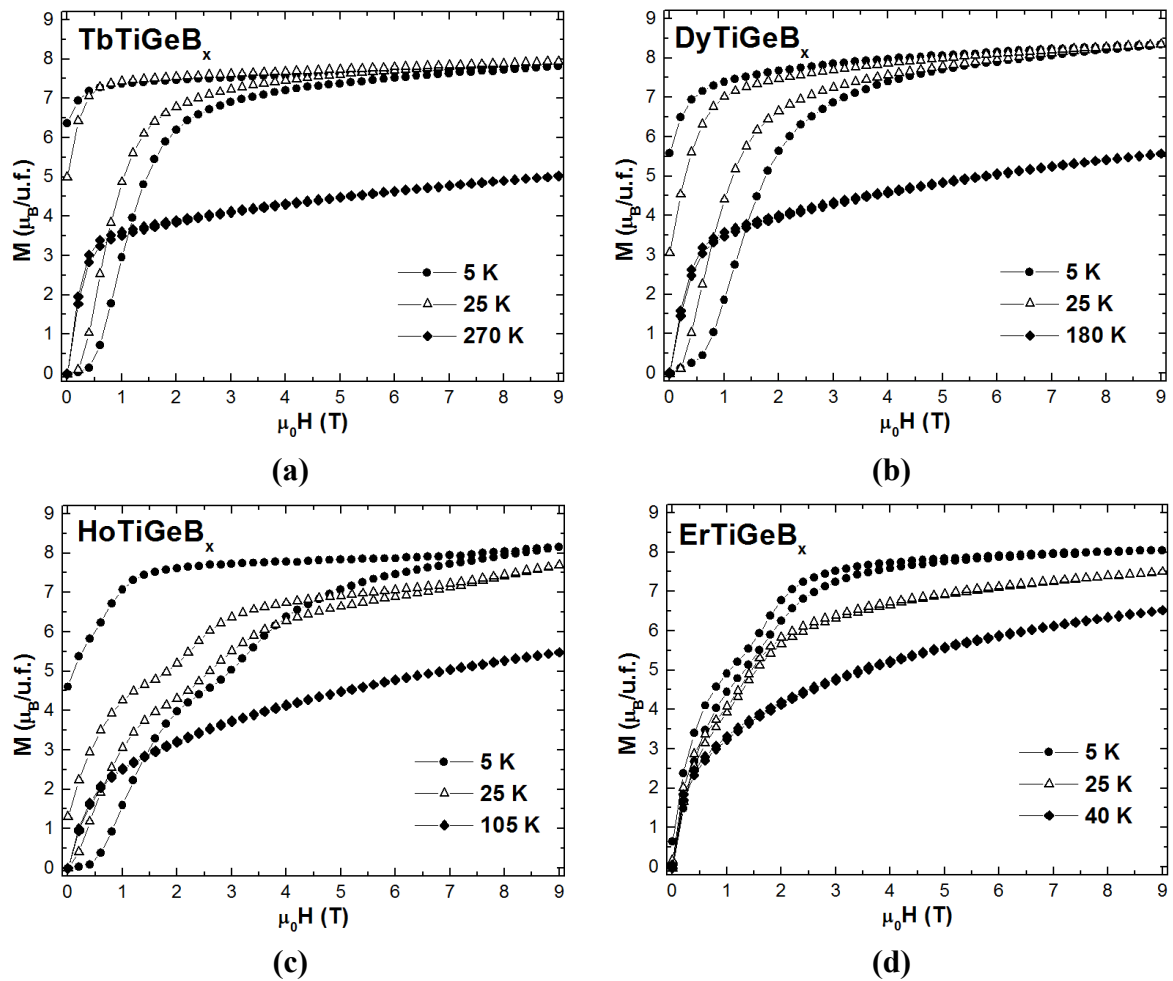 TbTiGeBx
M (μB/u.f.)
9
8
7
6
5
4
3
2
1
0
5 K
25 K
270 K
0 1 2 3 4 5 6 7 8 9
μ0H (T)
(a)
DyTiGeBx
M (μB/u.f.)
9
8
7
6
5
4
3
2
1
0
5 K
25 K
180 K
0 1 2 3 4 5 6 7 8 9
μ0H (T)
(b)
HoTiGeBx
M (μB/u.f.)
9
8
7
6
5
4
3
2
1
0
5 K
25 K
105 K
0 1 2 3 4 5 6 7 8 9
μ0H (T)
(c)
ErTiGeBx
M (μB/u.f.)
9
8
7
6
5
4
3
2
1
0
5 K
25 K
40 K
0 1 2 3 4 5 6 7 8 9
μ0H (T)
(d)